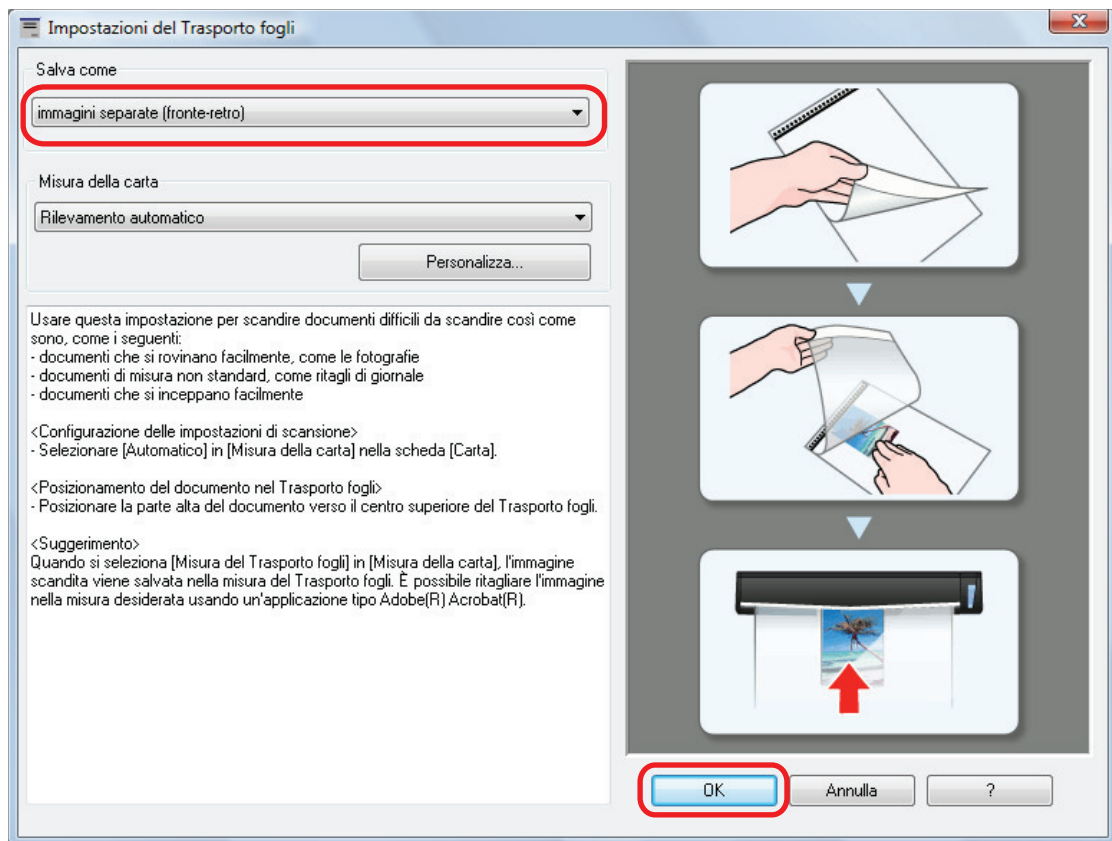 Impostazioni del Trasporto fogli
Salva come
immagini separate (fronte-retro)
Misura della carta
Rilevamento automatico
Personalizza...
Usare questa impostazione per scandire documenti difficili da scandire così come
sono, come i seguenti:
- documenti che si rovinano facilmente, come le fotografie
- documenti di misura non standard, come ritagli di giornale
- documenti che si inceppano facilmente
<Configurazione delle impostazioni di scansione>
- Selezionare [Automatico] in [Misura della carta] nella scheda [Carta].
<Posizionamento del documento nel Trasporto fogli>
- Posizionare la parte alta del documento verso il centro superiore del Trasporto fogli.
<Suggerimento>
Quando si seleziona [Misura del Trasporto fogli] in [Misura della carta], l'immagine
scandita viene salvata nella misura del Trasporto fogli. È possibile ritagliare l'immagine
nella misura desiderata usando un'applicazione tipo Adobe(R) Acrobat(R).
OK
Annulla
?